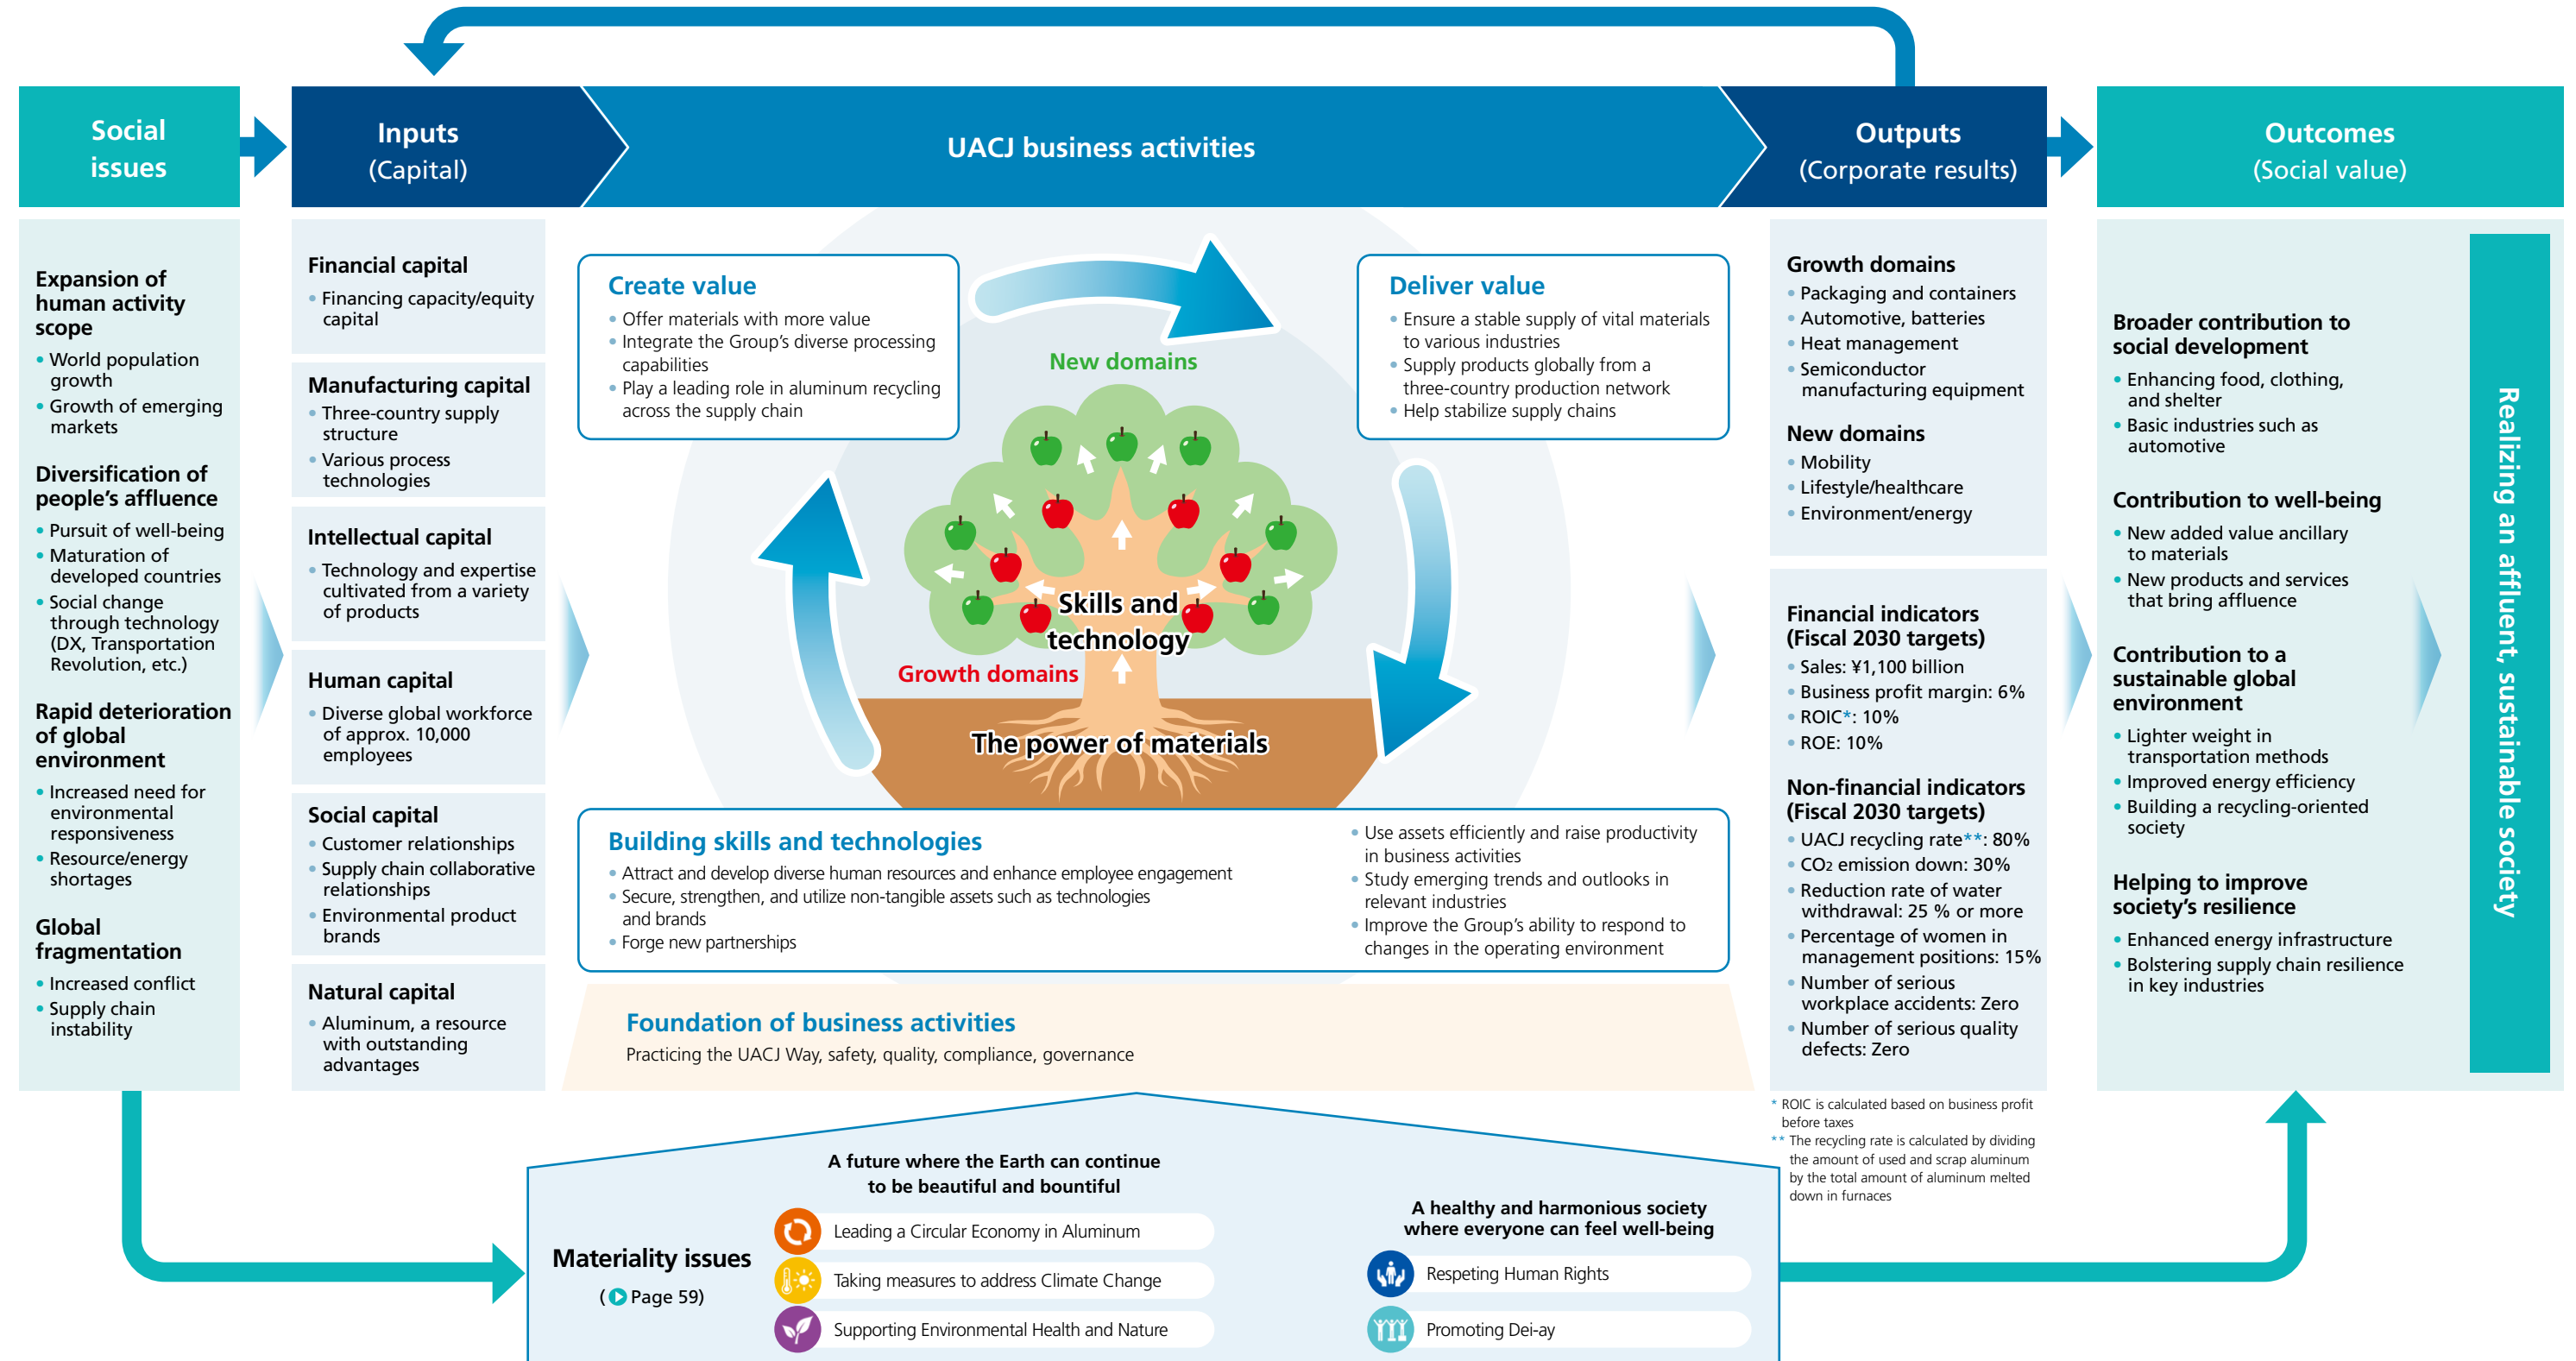 Social
issues
Inputs
(Capital)
UACJ business activities
Outputs
(Corporate results)
Outcomes
(Social value)
Expansion of
human activity
scope
• World population
growth
• Growth of emerging
markets
Diversification of
people's affluence
• Pursuit of well-being
• Maturation of
developed countries
• Social change
through technology
(DX, Transportation
Revolution, etc.)
Rapid deterioration
of global
environment
• Increased need for
environmental
responsiveness
• Resource/energy
shortages
Global
fragmentation
• Increased conflict
• Supply chain
instability
Financial capital
• Financing capacity/equity
capital
Manufacturing capital
• Three-country supply
structure
• Various process
technologies
Intellectual capital
• Technology and expertise
cultivated from a variety
of products
Human capital
• Diverse global workforce
of approx. 10,000
employees
Social capital
• Customer relationships
• Supply chain collaborative
relationships
• Environmental product
brands
Natural capital
• Aluminum, a resource
with outstanding
advantages
Create value
• Offer materials with more value
• Integrate the Group's diverse processing
capabilities
• Play a leading role in aluminum recycling
across the supply chain
Deliver value
• Ensure a stable supply of vital materials
to various industries
• Supply products globally from a
three-country production network
• Help stabilize supply chains
New domains
Skills and
technology
Growth domains
The power of materials
Building skills and technologies
• Attract and develop diverse human resources and enhance employee engagement
• Secure, strengthen, and utilize non-tangible assets such as technologies
and brands
• Forge new partnerships
• Use assets efficiently and raise productivity
in business activities
• Study emerging trends and outlooks in
relevant industries
• Improve the Group's ability to respond to
changes in the operating environment
Foundation of business activities
Practicing the UACJ Way, safety, quality, compliance, governance
Growth domains
• Packaging and containers
• Automotive, batteries
• Heat management
• Semiconductor
manufacturing equipment
New domains
• Mobility
• Lifestyle/healthcare
• Environment/energy
Financial indicators
(Fiscal 2030 targets)
• Sales: ¥1,100 billion
• Business profit margin: 6%
• ROIC*: 10%
• ROE: 10%
Non-financial indicators
(Fiscal 2030 targets)
• UACJ recycling rate**: 80%
• CO2 emission down: 30%
• Reduction rate of water
withdrawal: 25 % or more
• Percentage of women in
management positions: 15%
• Number of serious
workplace accidents: Zero
• Number of serious quality
defects: Zero
* ROIC is calculated based on business profit
before taxes
** The recycling rate is calculated by dividing
the amount of used and scrap aluminum
by the total amount of aluminum melted
down in furnaces
Broader contribution to
social development
• Enhancing food, clothing,
and shelter
• Basic industries such as
automotive
Contribution to well-being
• New added value ancillary
to materials
• New products and services
that bring affluence
Contribution to a
sustainable global
environment
• Lighter weight in
transportation methods
• Improved energy efficiency
• Building a recycling-oriented
society
Helping to improve
society's resilience
• Enhanced energy infrastructure
• Bolstering supply chain resilience
in key industries
Realizing an affluent, sustainable society
Materiality issues
( Page 59)
A future where the Earth can continue
to be beautiful and bountiful
Leading a Circular Economy in Aluminum
Taking measures to address Climate Change
Supporting Environmental Health and Nature
A healthy and harmonious society
where everyone can feel well-being
Respeting Human Rights
Promoting Dei-ay